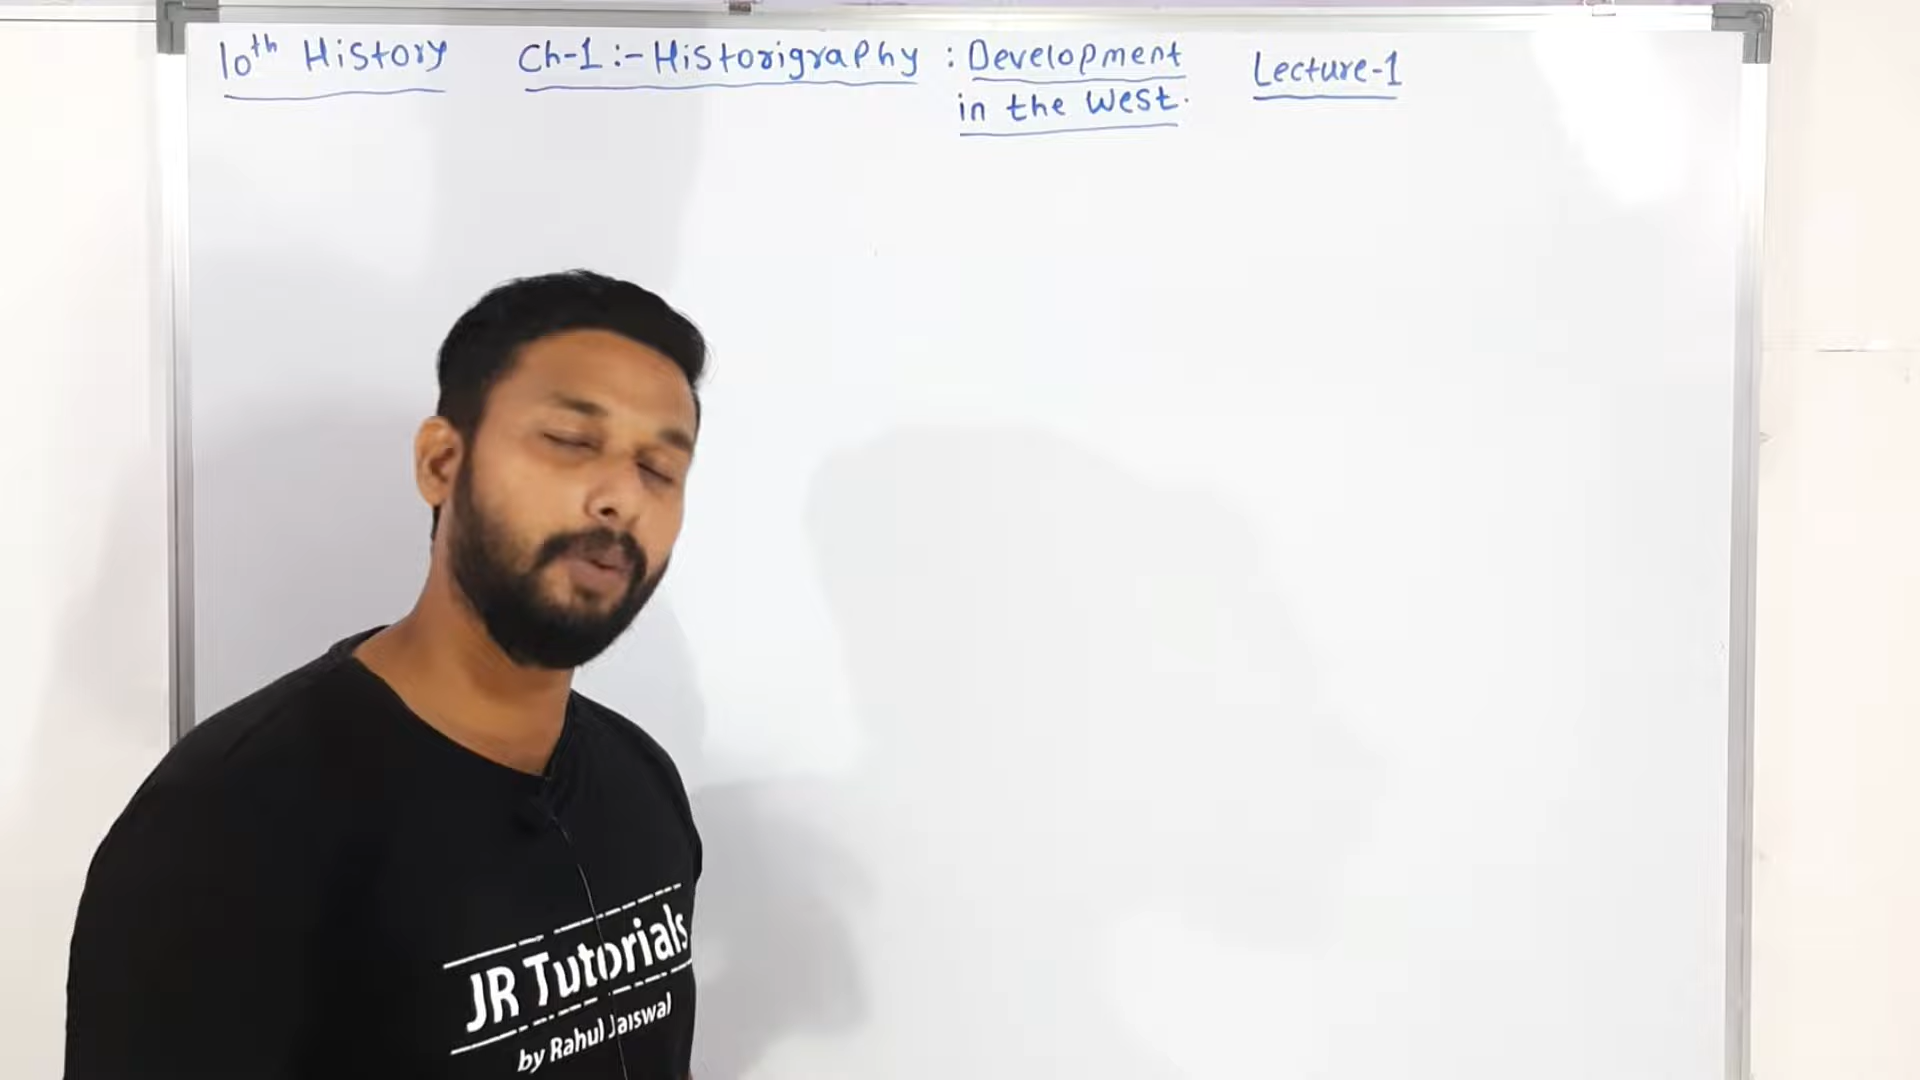 10th History Ch-1 :- Historigraphy : Development Lecture-1
in the West.
JR Tutorials
by Rahul Jaiswal